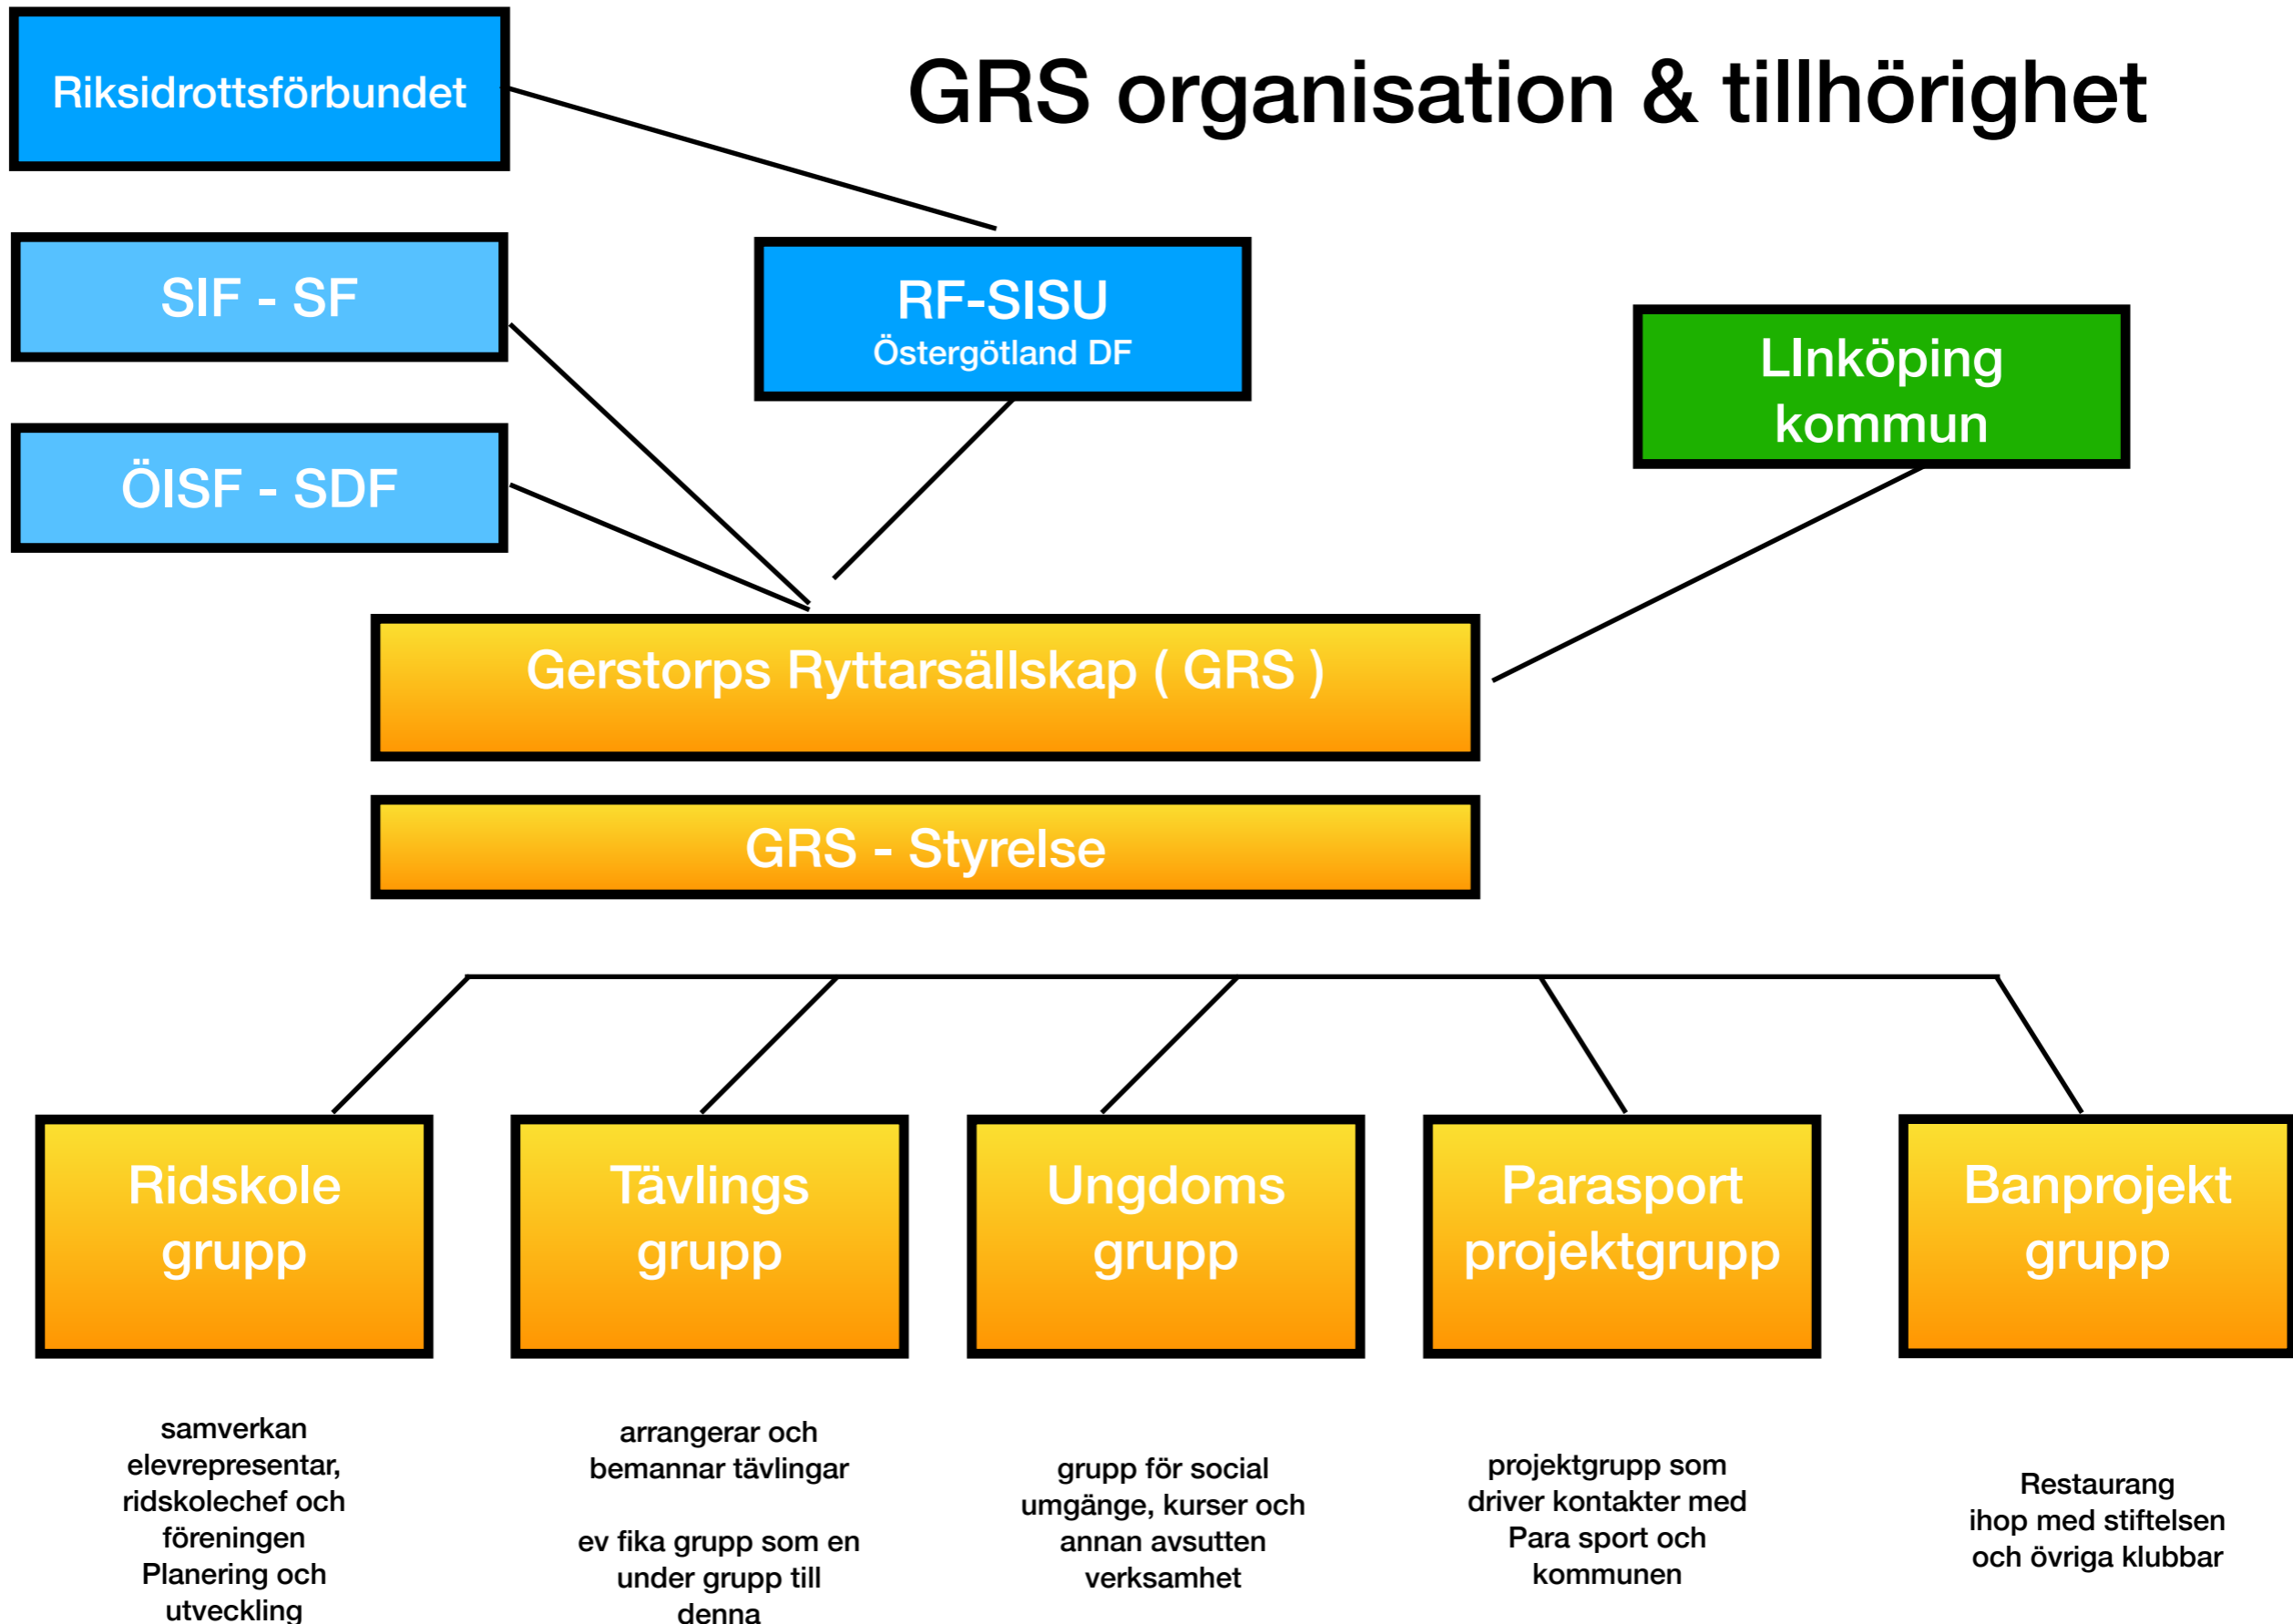 GRS organisation & tillhörighet
Riksidrottsförbundet
SIF - SF
RF-SISU
Östergötland DF
LInköping
kommun
ÖISF - SDF
Gerstorps Ryttarsällskap ( GRS )
GRS - Styrelse
Ridskole
grupp
Tävlings
grupp
Ungdoms
grupp
Parasport
projektgrupp
Banprojekt
grupp
samverkan
elevrepresentar,
ridskolechef och
föreningen
Planering och
utveckling
arrangerar och
bemannar tävlingar
ev fika grupp som en
under grupp till
denna
grupp för social
umgänge, kurser och
annan avsutten
verksamhet
projektgrupp som
driver kontakter med
Para sport och
kommunen
Restaurang
ihop med stiftelsen
och övriga klubbar